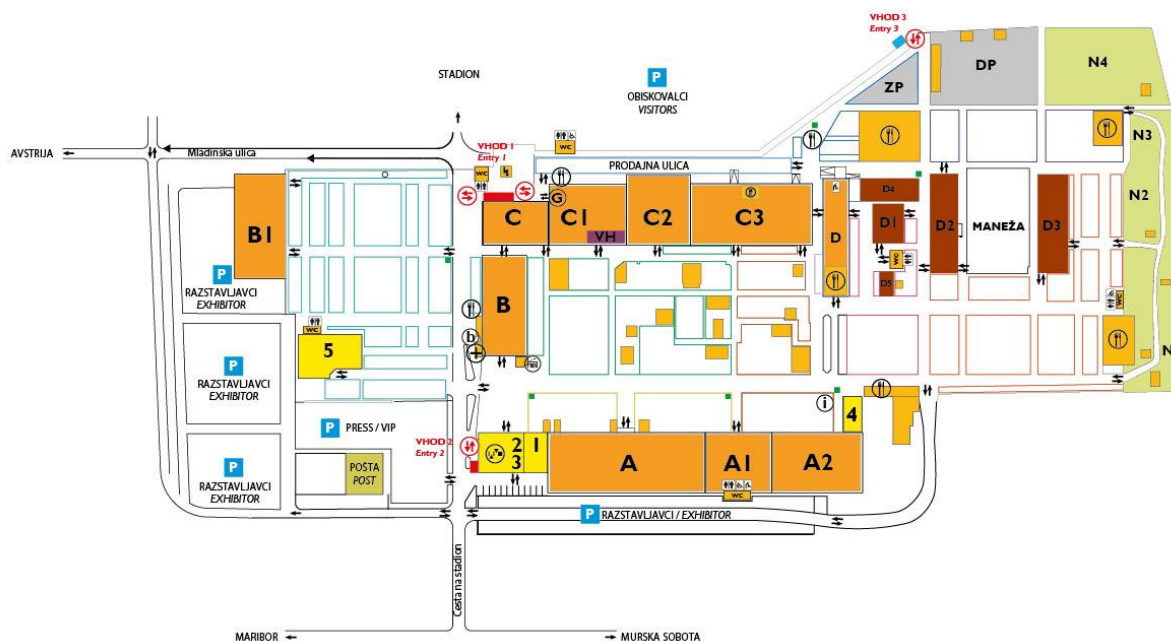 VHOD 3
Entry 3
STADION
P
OBISKOVALCI
VISITORS
DP
N4
ZP
AVSTRIJA
Mladinska ulica
VHOD 1
Entry 1
WC
WC
PRODAJNA ULICA
N3
N2
B1
C
C1
G
VH
C2
C3
D
D4
D1
D2
MANEŽA
D3
WC
D5
P
RAZSTAVLJAVCI
EXHIBITOR
B
b
WC
5
WC
P
RAZSTAVLJAVCI
EXHIBITOR
N
i
4
P
PRESS / VIP
VHOD 2
Entry 2
2
3
1
A
A1
A2
WC
P
RAZSTAVLJAVCI
EXHIBITOR
POŠTA
POST
P
RAZSTAVLJAVCI / EXHIBITOR
Cesta na stadion
MARIBOR
MURSKA SOBOTA